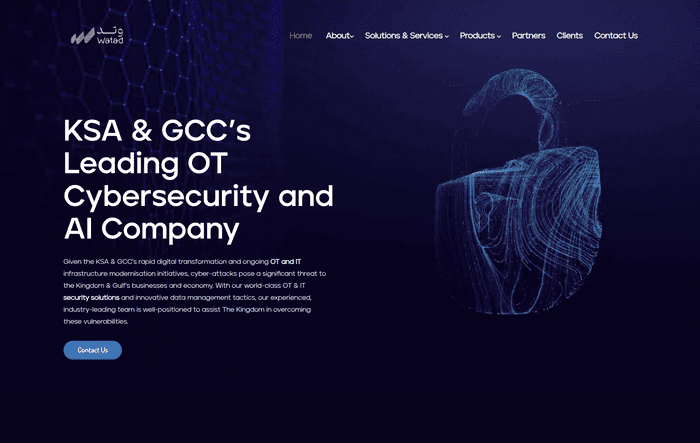 وتد
watad
Home About Solutions & Services Products Partners Clients Contact Us
KSA & GCC's
Leading OT
Cybersecurity and
AI Company
Given the KSA & GCC's rapid digital transformation and ongoing OT and IT
infrastructure modernisation initiatives, cyber-attacks pose a significant threat to
the Kingdom & Gulf's businesses and economy. With our world-class OT & IT
security solutions and innovative data management tactics, our experienced,
industry-leading team is well-positioned to assist The Kingdom in overcoming
these vulnerabilities.
Contact Us